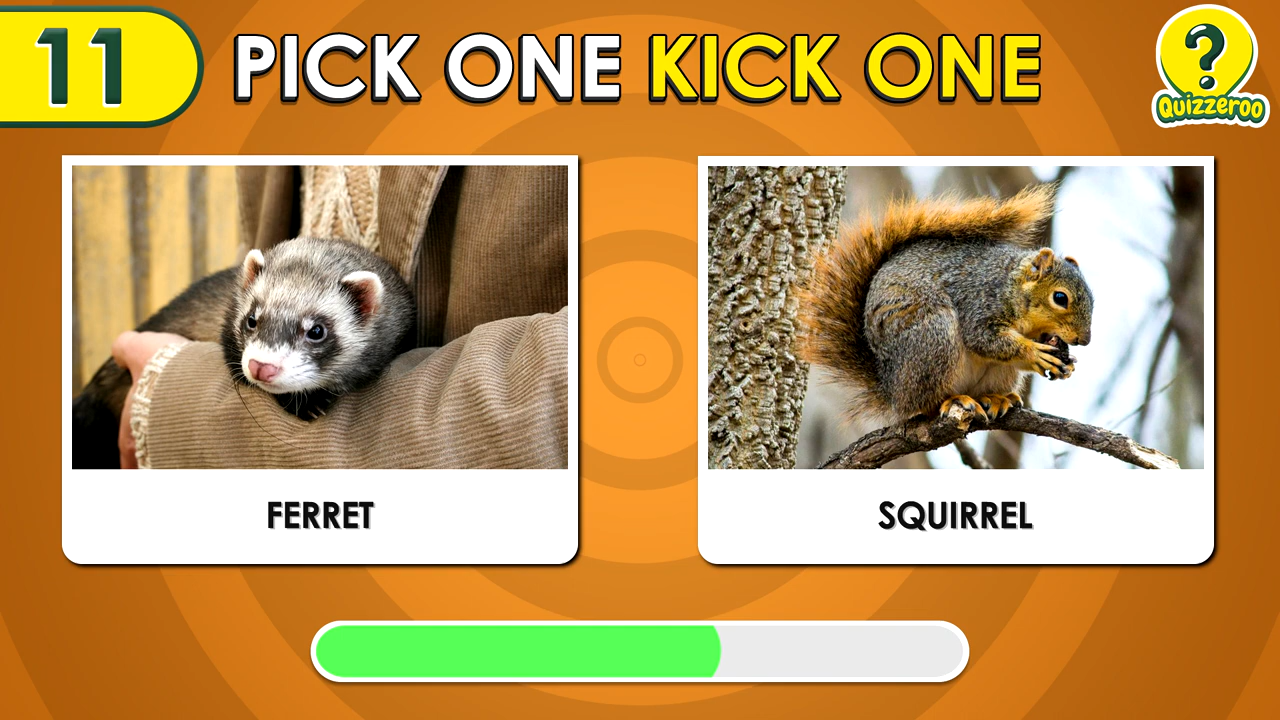 11
PICK ONE KICK ONE
?
Quizzeroo
FERRET
SQUIRREL